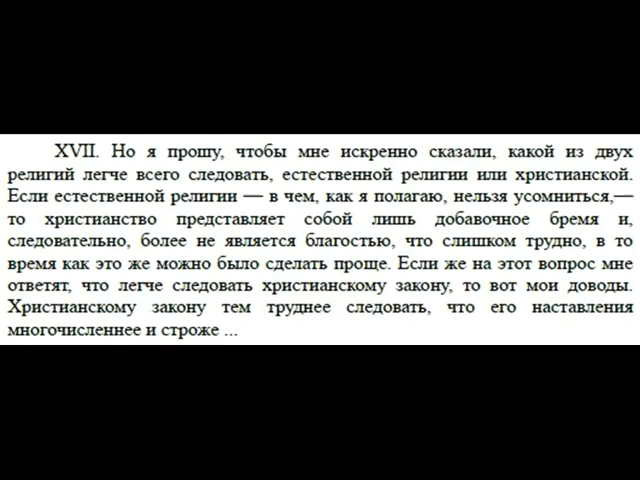 XVII. Но я прошу, чтобы мне искренно сказали, какой из двух
религий легче всего следовать, естественной религии или христианской.
Если естественной религии — в чем, как я полагаю, нельзя усомниться,—
то христианство представляет собой лишь добавочное бремя и,
следовательно, более не является благостью, что слишком трудно, в то
время как это же можно было сделать проще. Если же на этот вопрос мне
ответят, что легче следовать христианскому закону, то вот мои доводы.
Христианскому закону тем труднее следовать, что его наставления
многочисленнее и строже ...